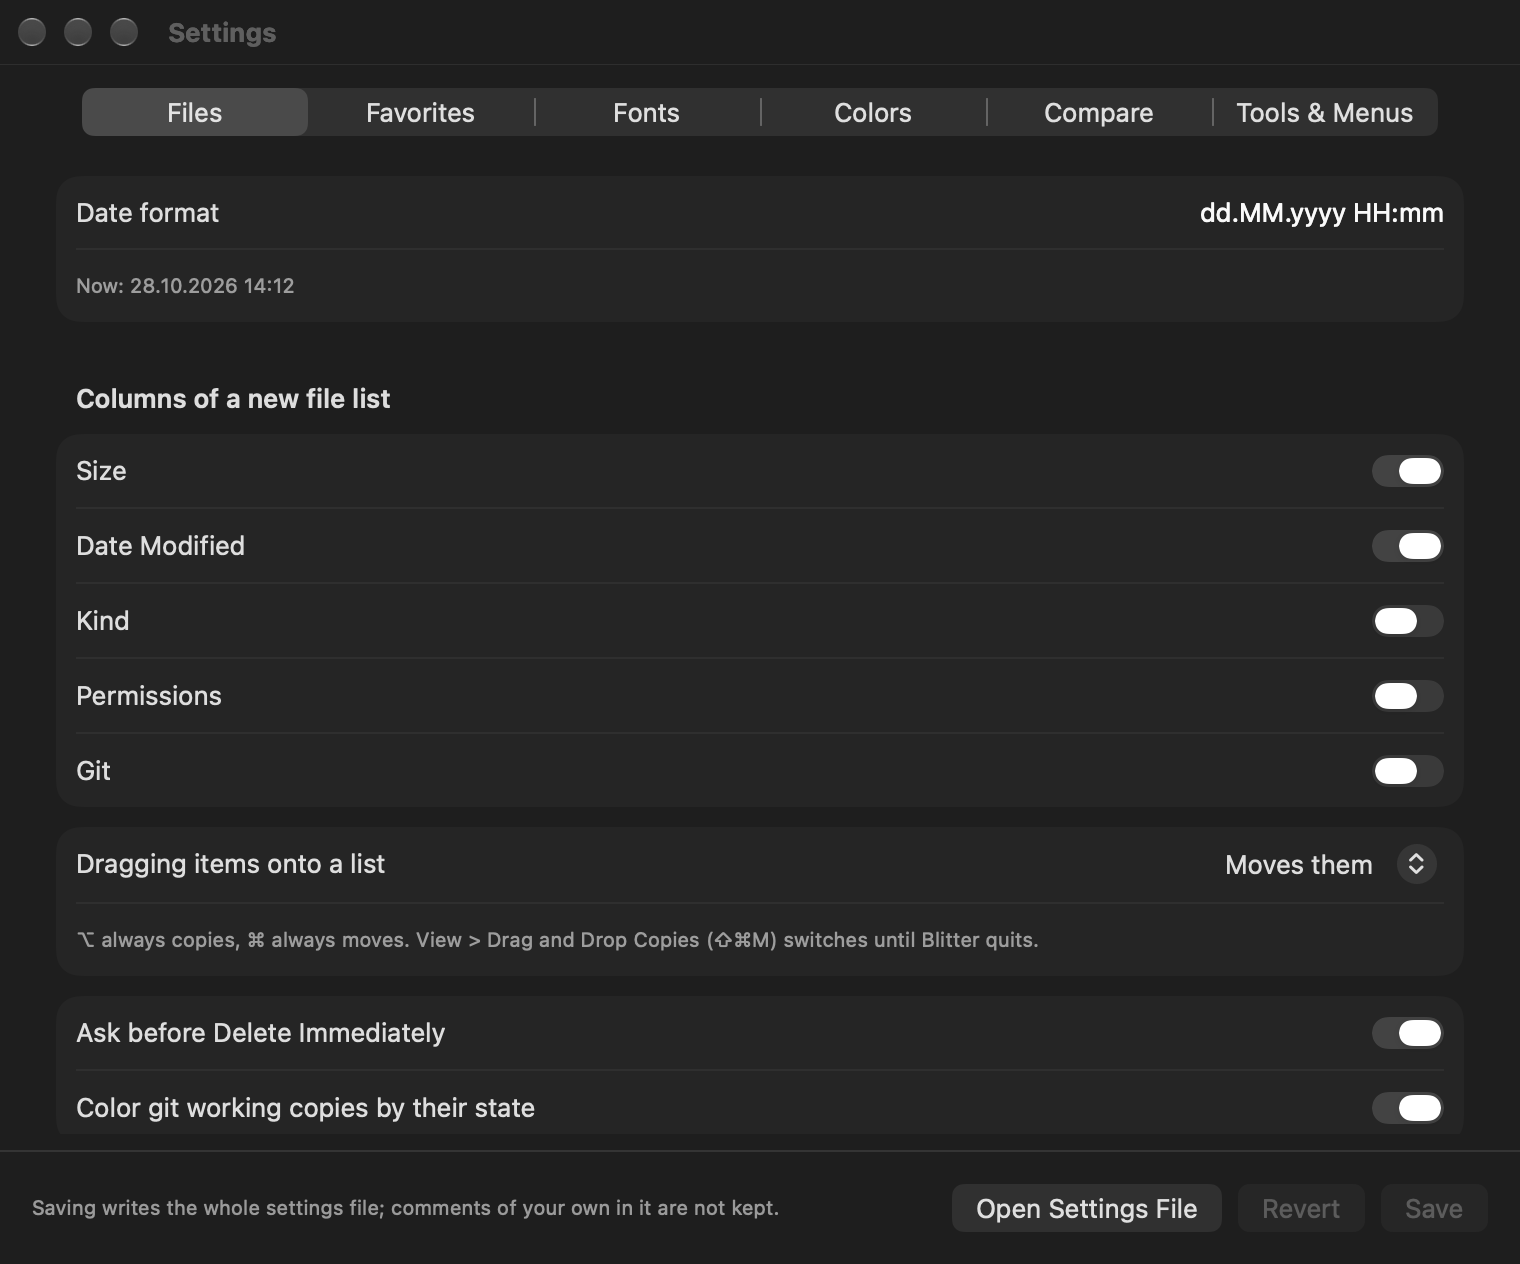 Settings
Files
Favorites
Fonts
Colors
Compare
Tools & Menus
Date format
dd.MM.yyyy HH:mm
Now: 28.10.2026 14:12
Columns of a new file list
Size
Date Modified
Kind
Permissions
Git
Dragging items onto a list
Moves them
⌥ always copies, ⌘ always moves. View > Drag and Drop Copies (⇧⌘M) switches until Blitter quits.
Ask before Delete Immediately
Color git working copies by their state
Saving writes the whole settings file; comments of your own in it are not kept.
Open Settings File
Revert
Save